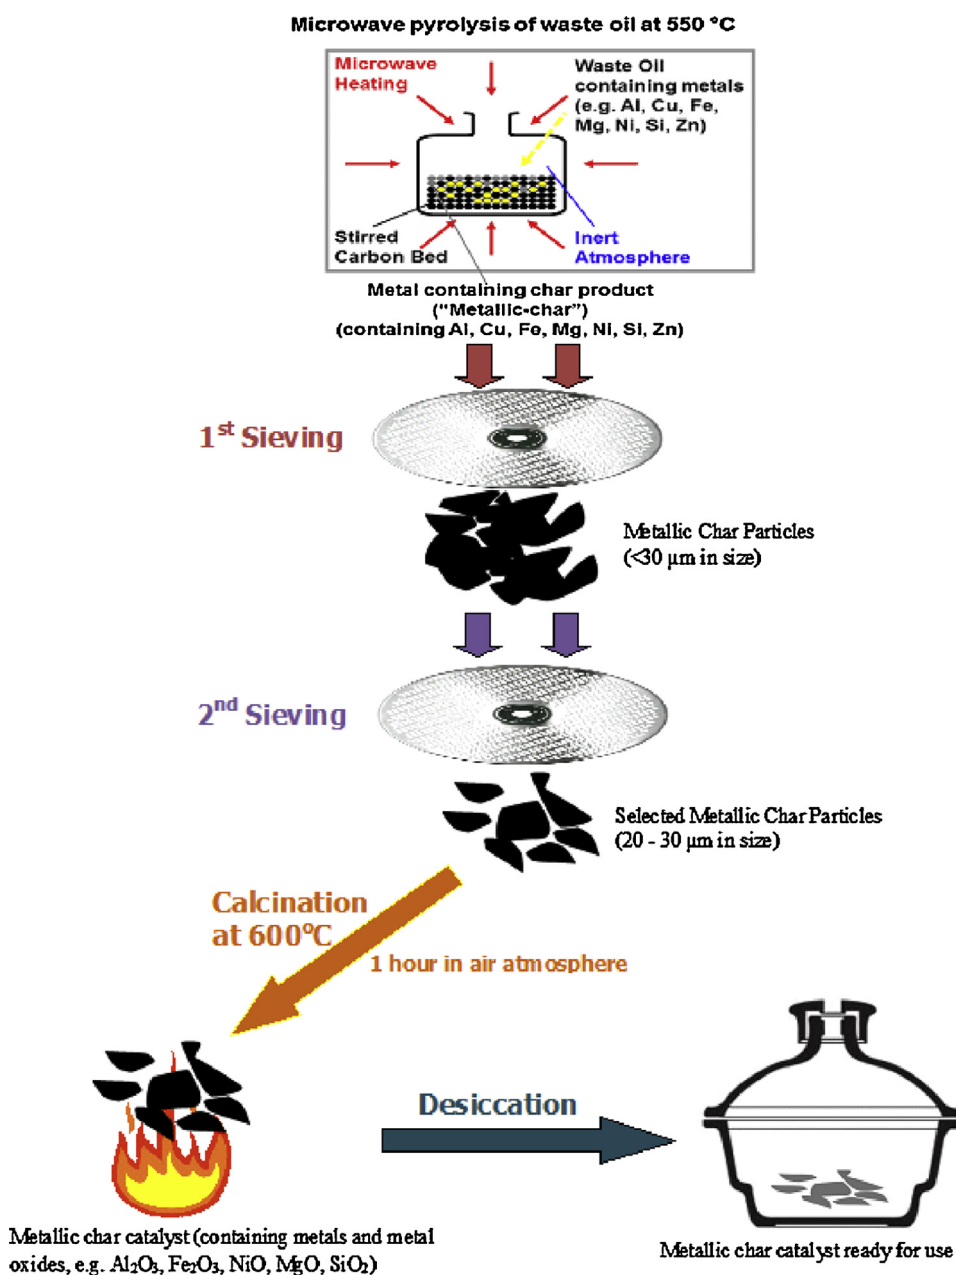 Microwave pyrolysis of waste oil at 550 °C
Microwave
Heating
Waste Oil
containing metals
(e.g. Al, Cu, Fe,
Mg, Ni, Si, Zn)
Stirred
Carbon Bed
Inert
Atmosphere
Metal containing char product
("Metallic-char”)
(containing Al, Cu, Fe, Mg, Ni, Si, Zn)
1st Sieving
Metallic Char Particles
(<30 µm in size)
2nd Sieving
Selected Metallic Char Particles
(20 - 30 µm in size)
Calcination
at 600°C
1 hour in air atmosphere
Desiccation
Metallic char catalyst (containing metals and metal
oxides, e.g. Al₂O₃, Fe₂O₃, NiO, MgO, SiO₂)
Metallic char catalyst ready for use